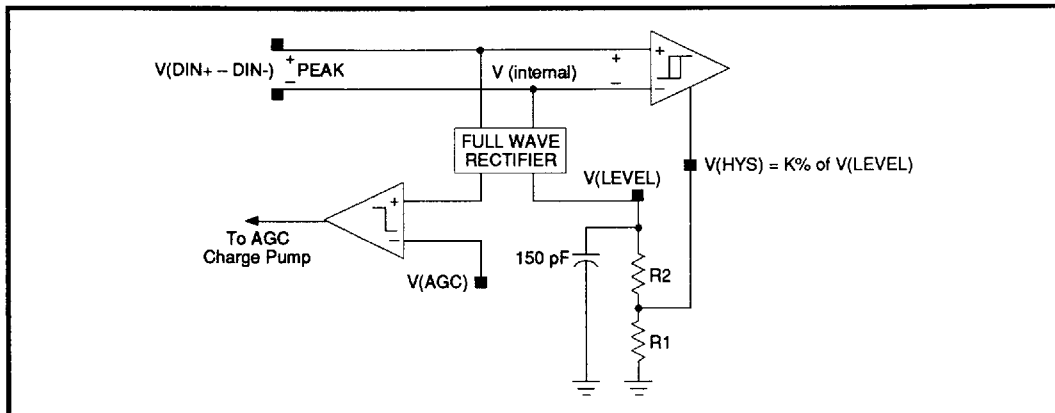 V(DIN+ – DIN-)
+
PEAK
–
V (internal)
+
–
+
–
FULL WAVE
RECTIFIER
V(HYS) = K% of V(LEVEL)
V(LEVEL)
+
–
To AGC
Charge Pump
V(AGC)
150 pF
R2
R1